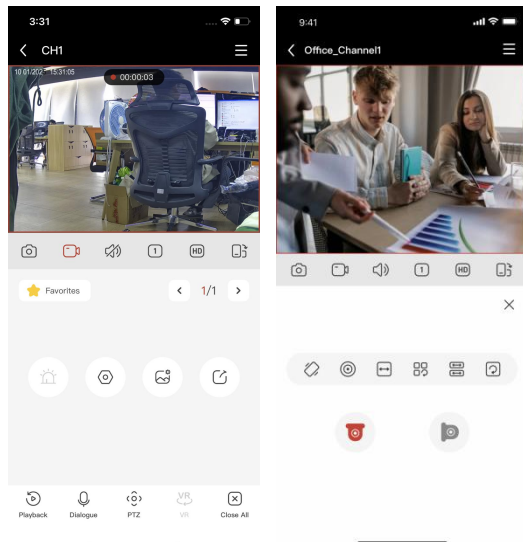 3:31
CH1
10 01/202 15:31:05
00:00:03
1
HD
Favorites
1/1
Playback
Dialogue
PTZ
VR
VR
Close All
9:41
Office_Channel1
1
HD